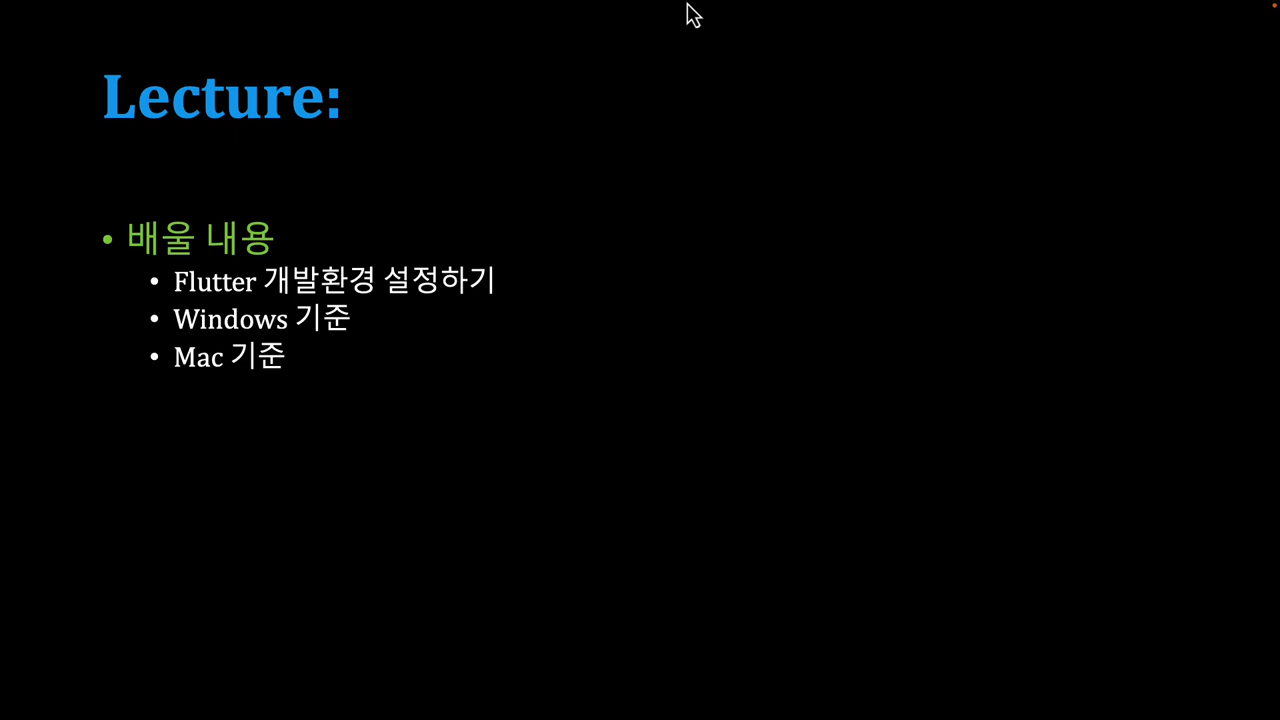 Lecture:
• 배울 내용
• Flutter 개발환경 설정하기
• Windows 기준
• Mac 기준